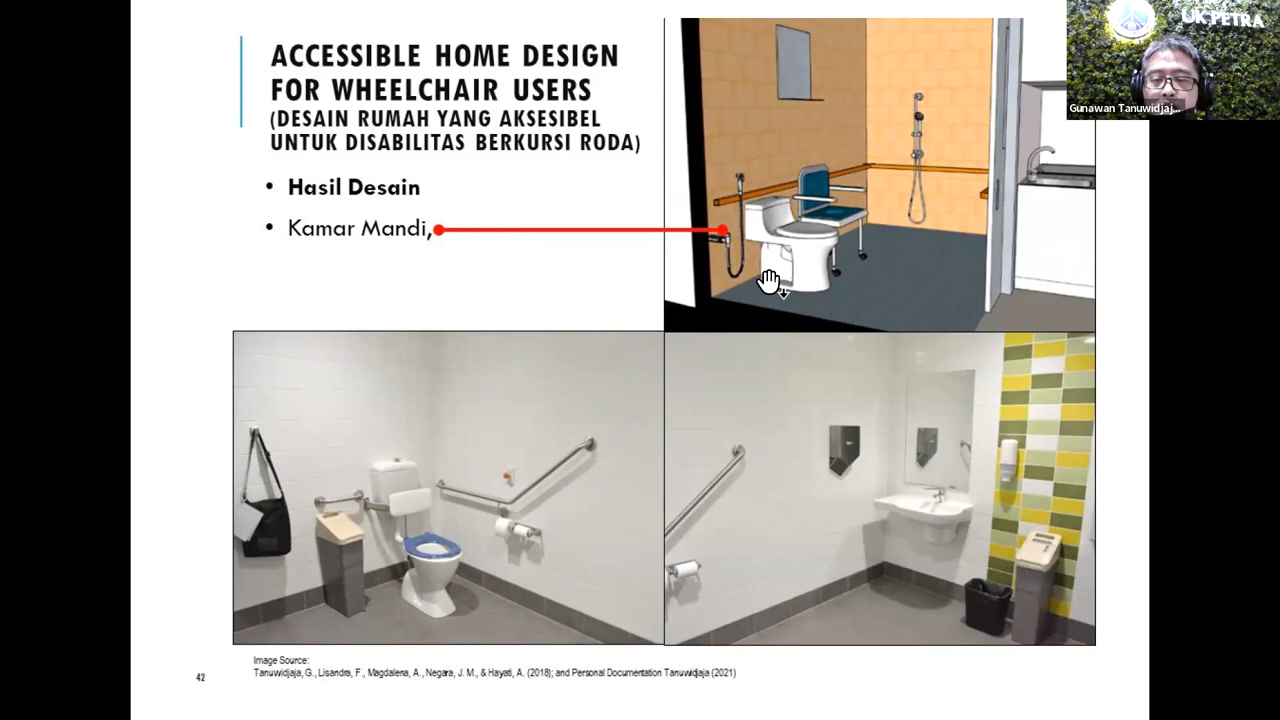 ACCESSIBLE HOME DESIGN
FOR WHEELCHAIR USERS
(DESAIN RUMAH YANG AKSESIBEL
UNTUK DISABILITAS BERKURSI RODA)
• Hasil Desain
• Kamar Mandi,
UK PETRA
Gunawan Tanuwidjaj...
Image Source:
Tanuwidjaja, G., Lisandra, F., Magdalena, A., Negara, J. M., & Hayati, A. (2018); and Personal Documentation Tanuwidjaja (2021)
42